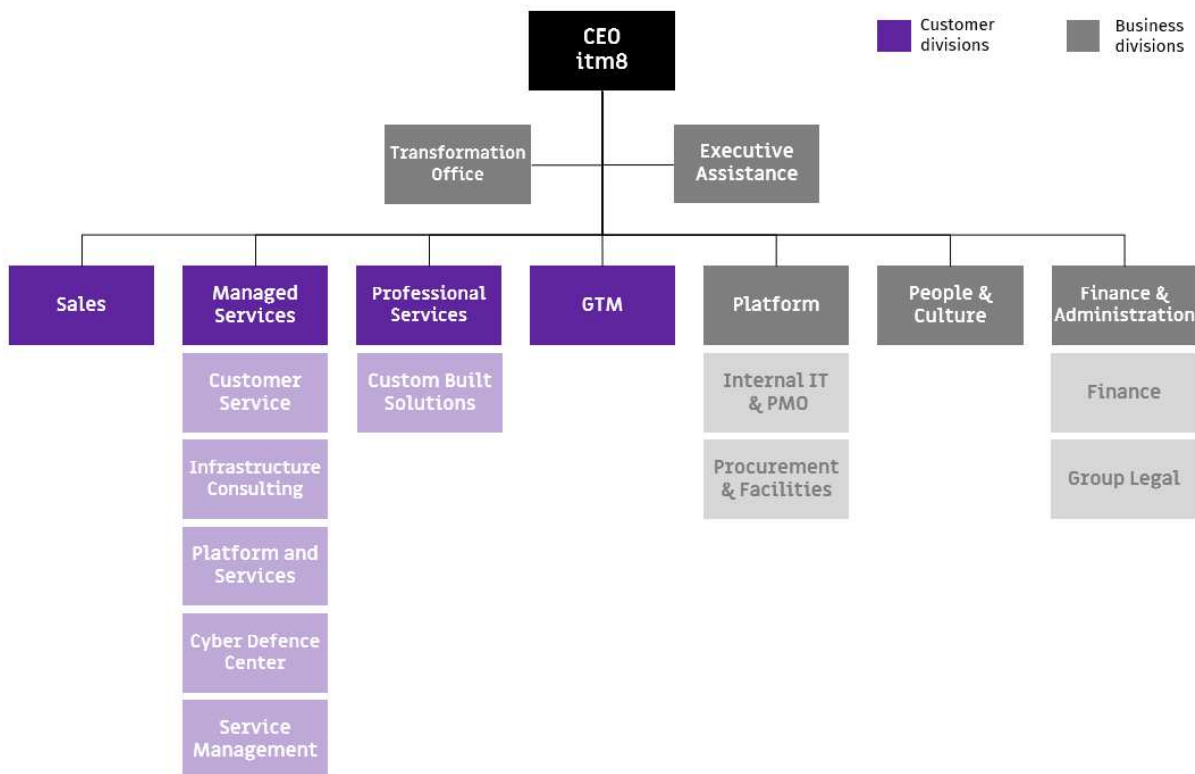 CEO
itm8
Customer
divisions
Business
divisions
Transformation
Office
Executive
Assistance
Sales
Managed
Services
Professional
Services
GTM
Platform
People &
Culture
Finance &
Administration
Customer
Service
Custom Built
Solutions
Internal IT
& PMO
Finance
Infrastructure
Consulting
Procurement
& Facilities
Group Legal
Platform and
Services
Cyber Defence
Center
Service
Management